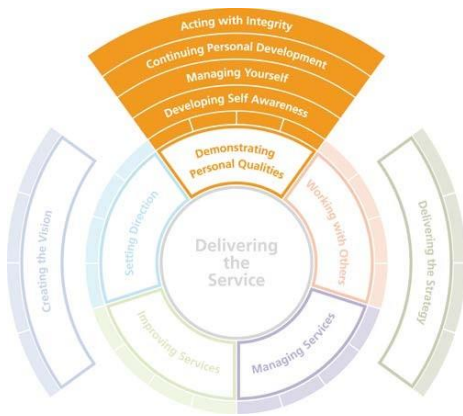 Acting with Integrity
Continuing Personal Development
Managing Yourself
Developing Self Awareness
Demonstrating
Personal Qualities
Creating the Vision
Setting Direction
Delivering
the
Service
Working with Others
Delivering the Strategy
Improving Services
Managing Services